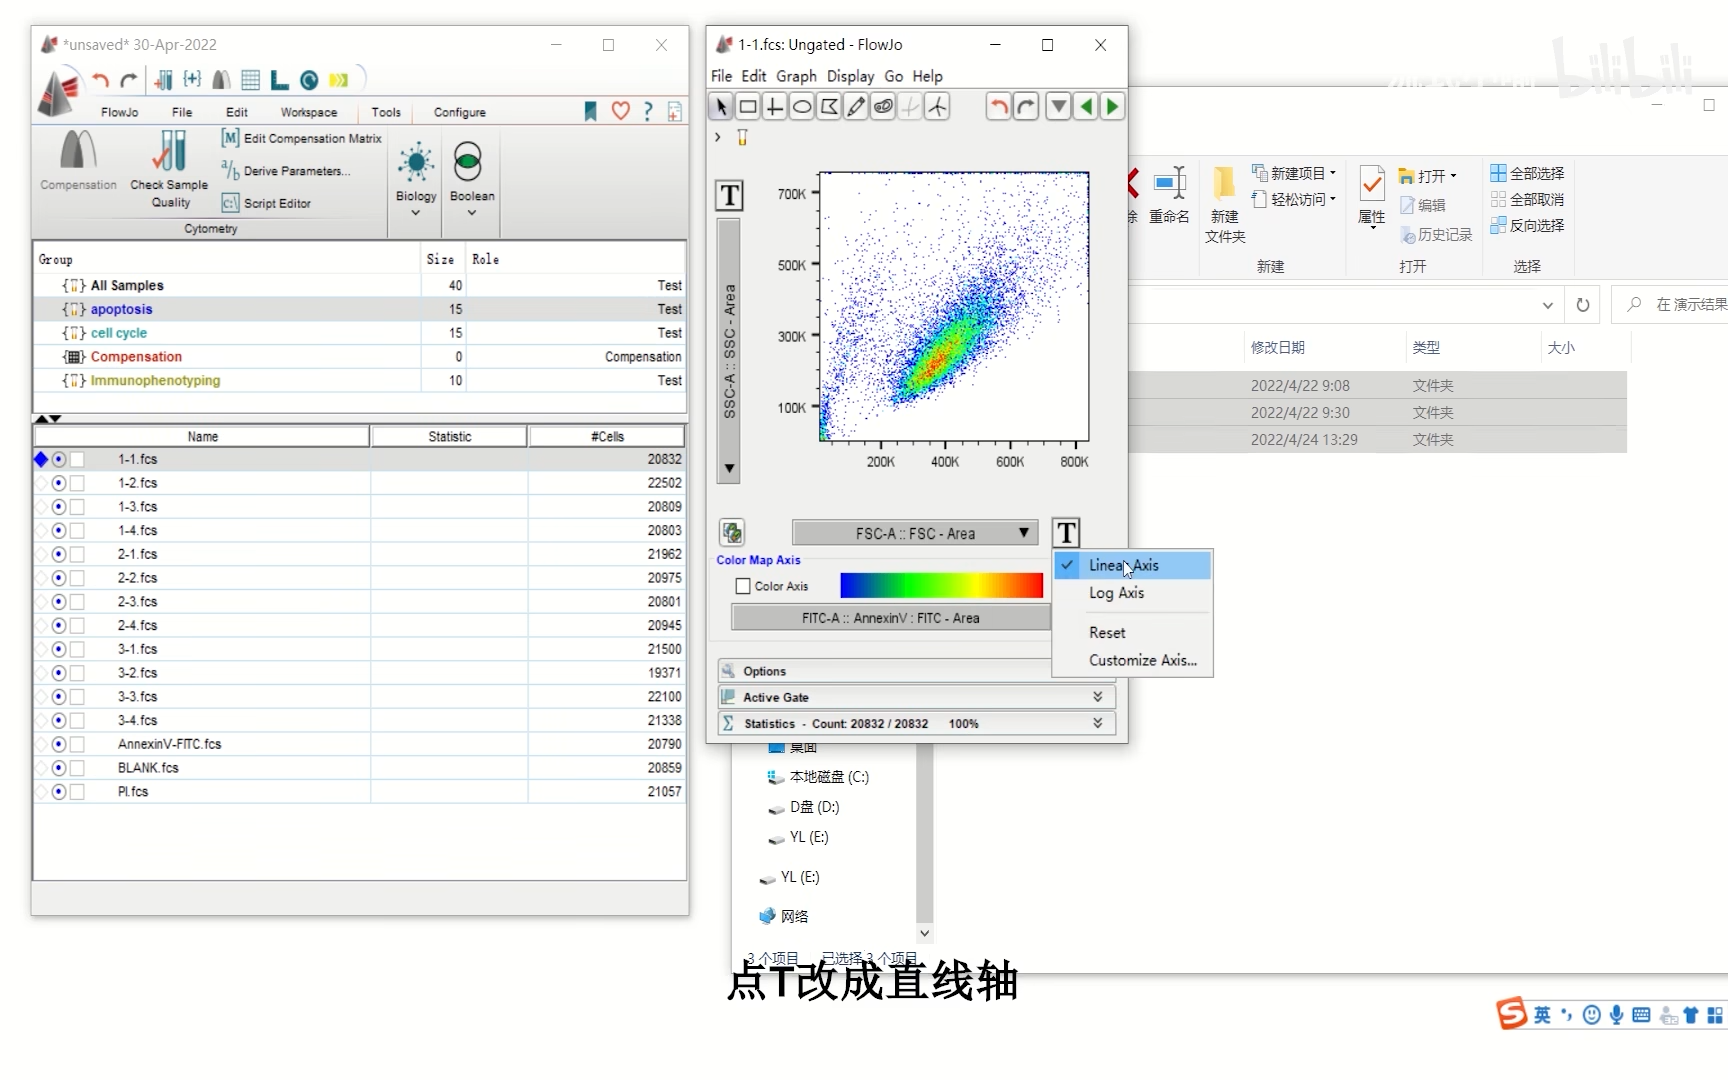 *unsaved* 30-Apr-2022
FlowJo File Edit Workspace Tools Configure
Compensation
Check Sample
Quality
Edit Compensation Matrix
Derive Parameters...
Script Editor
Cytometry
Biology
Boolean
Group Size Role
All Samples 40 Test
apoptosis 15 Test
cell cycle 15 Test
Compensation 0 Compensation
Immunophenotyping 10 Test
Name Statistic #Cells
1-1.fcs 20832
1-2.fcs 22502
1-3.fcs 20809
1-4.fcs 20803
2-1.fcs 21962
2-2.fcs 20975
2-3.fcs 20801
2-4.fcs 20945
3-1.fcs 21500
3-2.fcs 19371
3-3.fcs 22100
3-4.fcs 21338
AnnexinV-FITC.fcs 20790
BLANK.fcs 20859
PI.fcs 21057
1-1.fcs: Ungated - FlowJo
File Edit Graph Display Go Help
T
SSC-A :: SSC - Area
700K
500K
300K
100K
200K 400K 600K 800K
FSC-A :: FSC - Area
T
Color Map Axis
Color Axis
FITC-A :: AnnexinV : FITC - Area
Linear Axis
Log Axis
Reset
Customize Axis...
Options
Active Gate
Statistics - Count: 20832 / 20832 100%
bilibili
重命名
新建
文件夹
新建项目
轻松访问
新建
属性
打开
编辑
历史记录
打开
全部选择
全部取消
反向选择
选择
在 演示结果
修改日期 类型 大小
2022/4/22 9:08 文件夹
2022/4/22 9:30 文件夹
2022/4/24 13:29 文件夹
桌面
本地磁盘 (C:)
D盘 (D:)
YL (E:)
YL (E:)
网络
3 个项目 已选择 3 个项目
点T改成直线轴
英